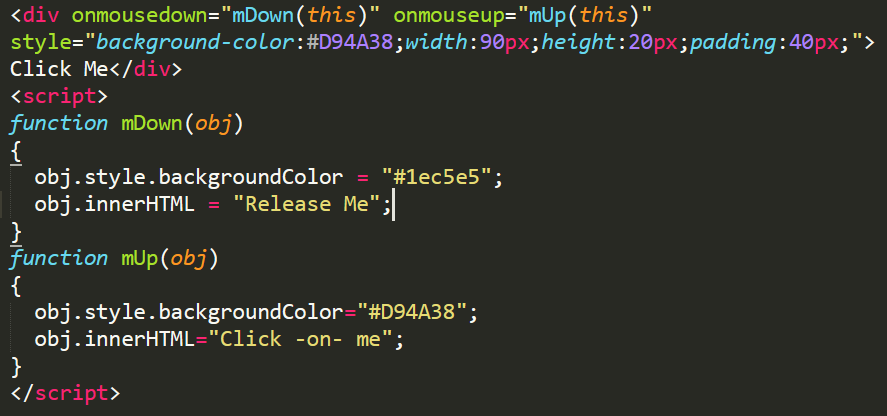 <div onmousedown="mDown(this)" onmouseup="mUp(this)"
style="background-color:#D94A38;width:90px;height:20px;padding:40px;">
Click Me</div>
<script>
function mDown(obj)
{
  obj.style.backgroundColor = "#1ec5e5";
  obj.innerHTML = "Release Me";
}
function mUp(obj)
{
  obj.style.backgroundColor="#D94A38";
  obj.innerHTML="Click -on- me";
}
</script>